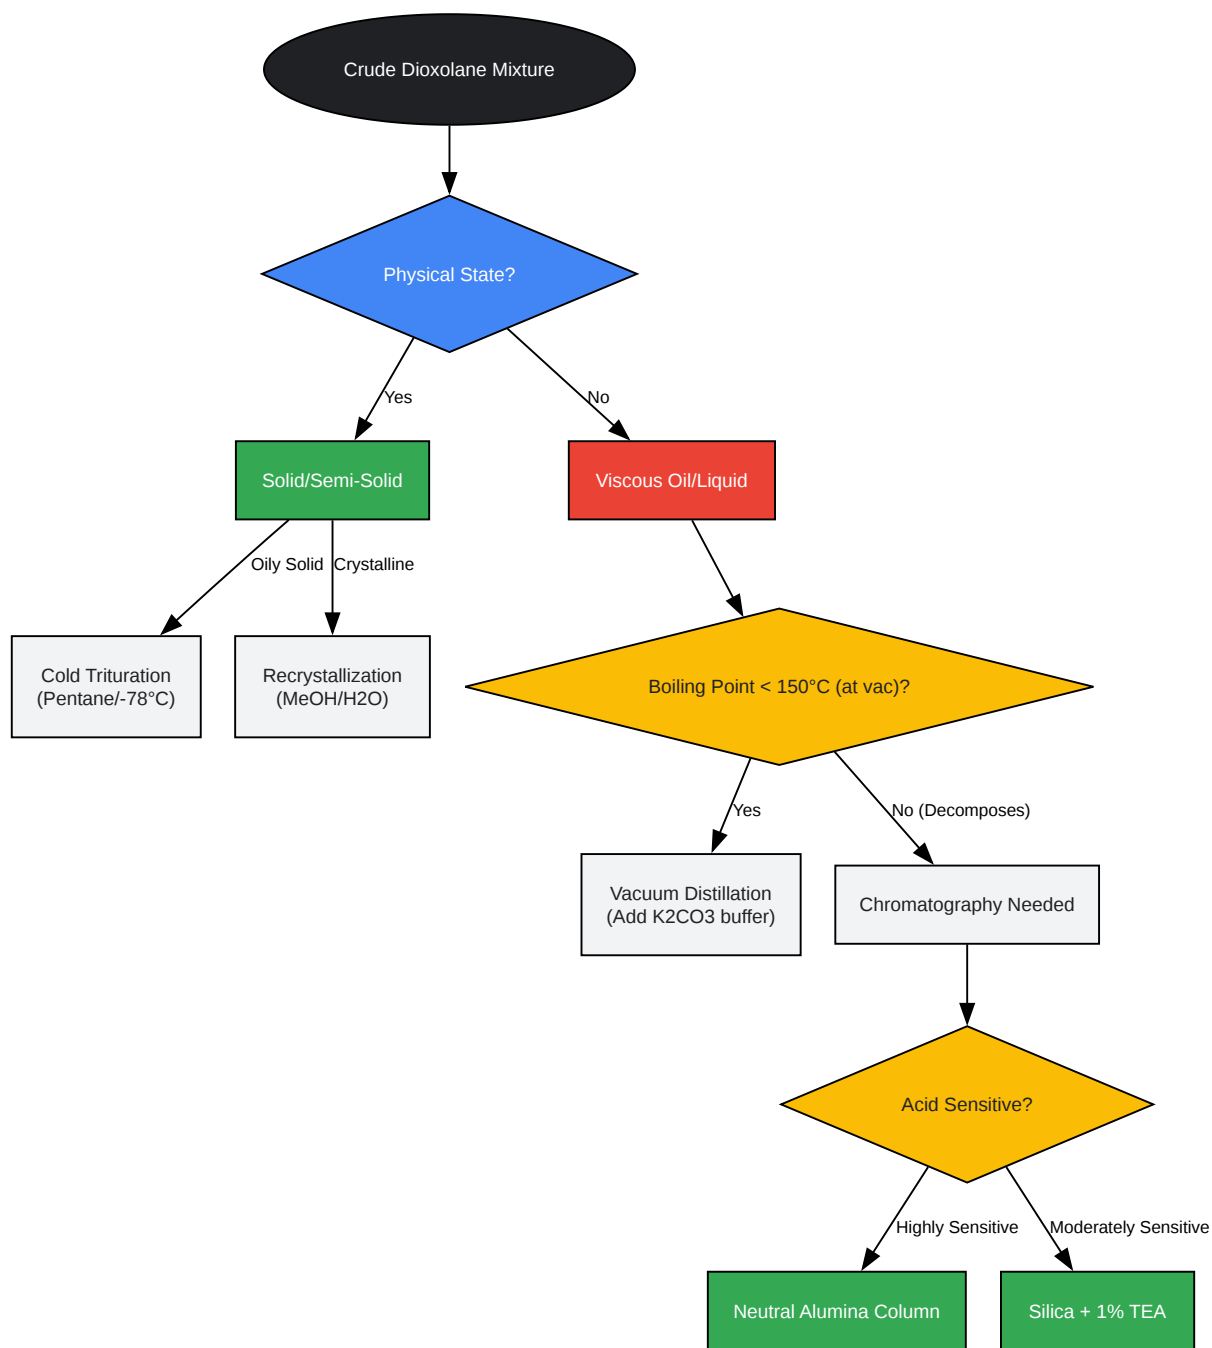 Crude Dioxolane Mixture
Physical State?
Yes
No
Solid/Semi-Solid
Viscous Oil/Liquid
Oily Solid
Crystalline
Cold Trituration
(Pentane/-78°C)
Recrystallization
(MeOH/H2O)
Boiling Point < 150°C (at vac)?
Yes
No (Decomposes)
Vacuum Distillation
(Add K2CO3 buffer)
Chromatography Needed
Acid Sensitive?
Highly Sensitive
Moderately Sensitive
Neutral Alumina Column
Silica + 1% TEA